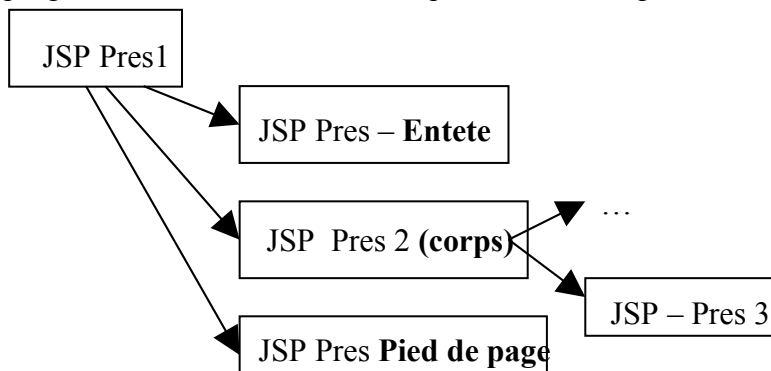 JSP Pres1
JSP Pres – Entete
…
JSP Pres 2 (corps)
JSP – Pres 3
JSP Pres Pied de page